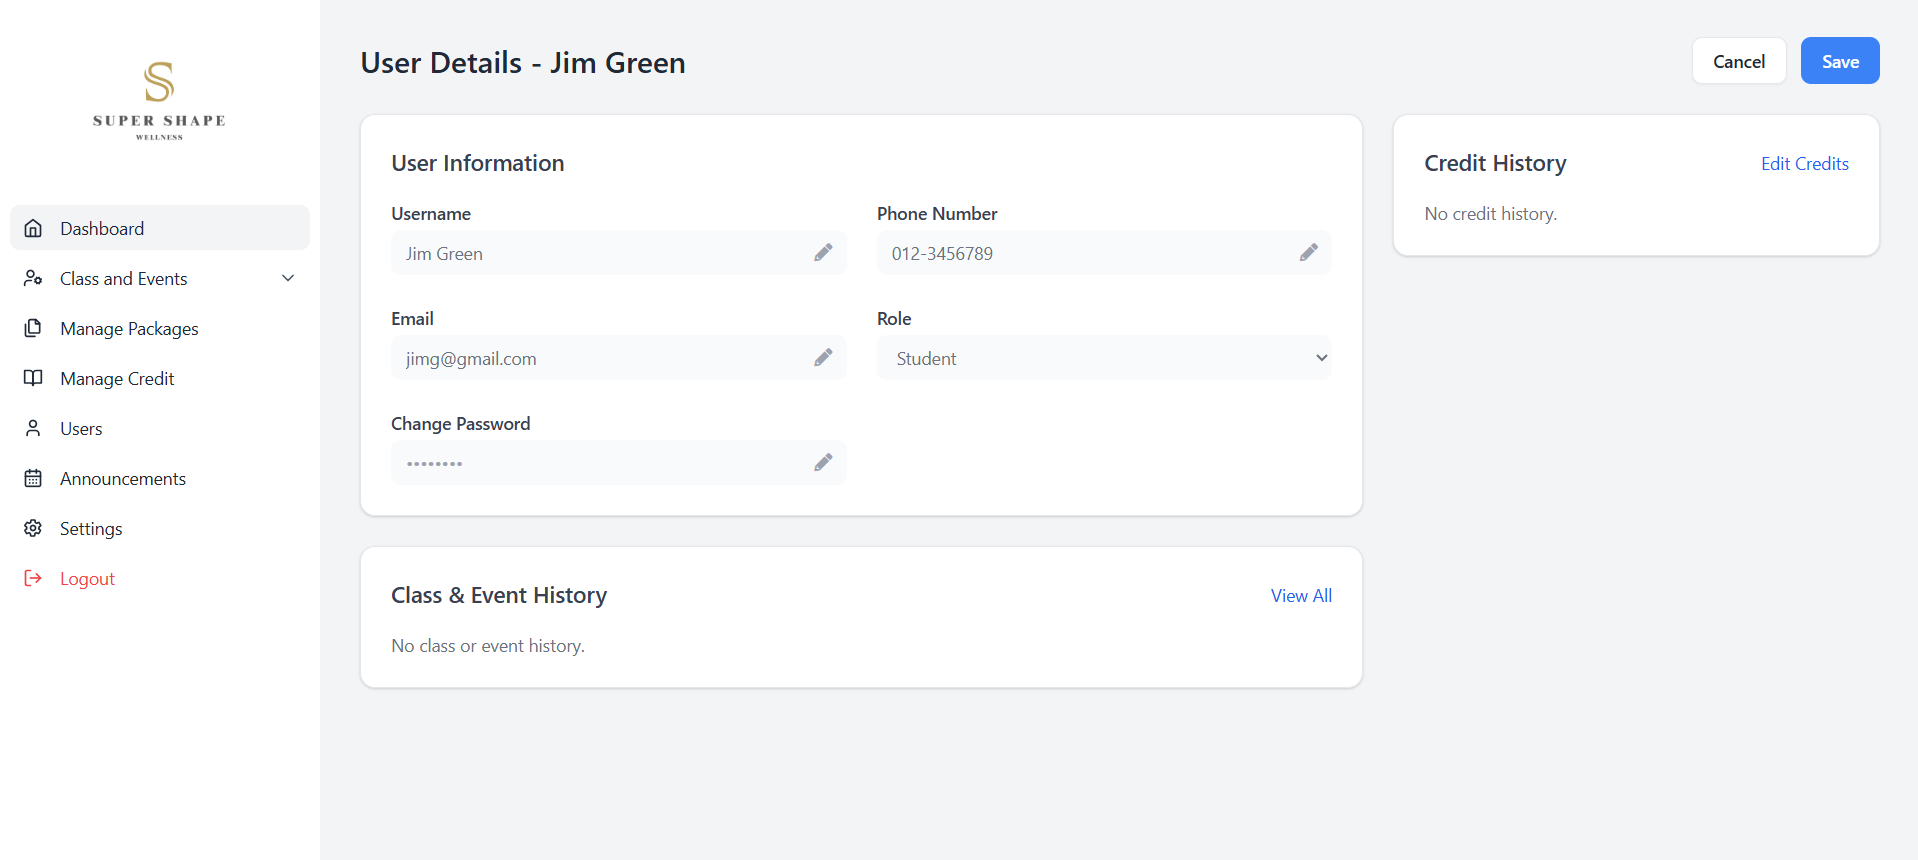 SUPER SHAPE
WELLNESS
Dashboard
Class and Events
Manage Packages
Manage Credit
Users
Announcements
Settings
Logout
User Details - Jim Green
Cancel
Save
User Information
Username
Jim Green
Phone Number
012-3456789
Email
jimg@gmail.com
Role
Student
Change Password
••••••••
Class & Event History
View All
No class or event history.
Credit History
Edit Credits
No credit history.